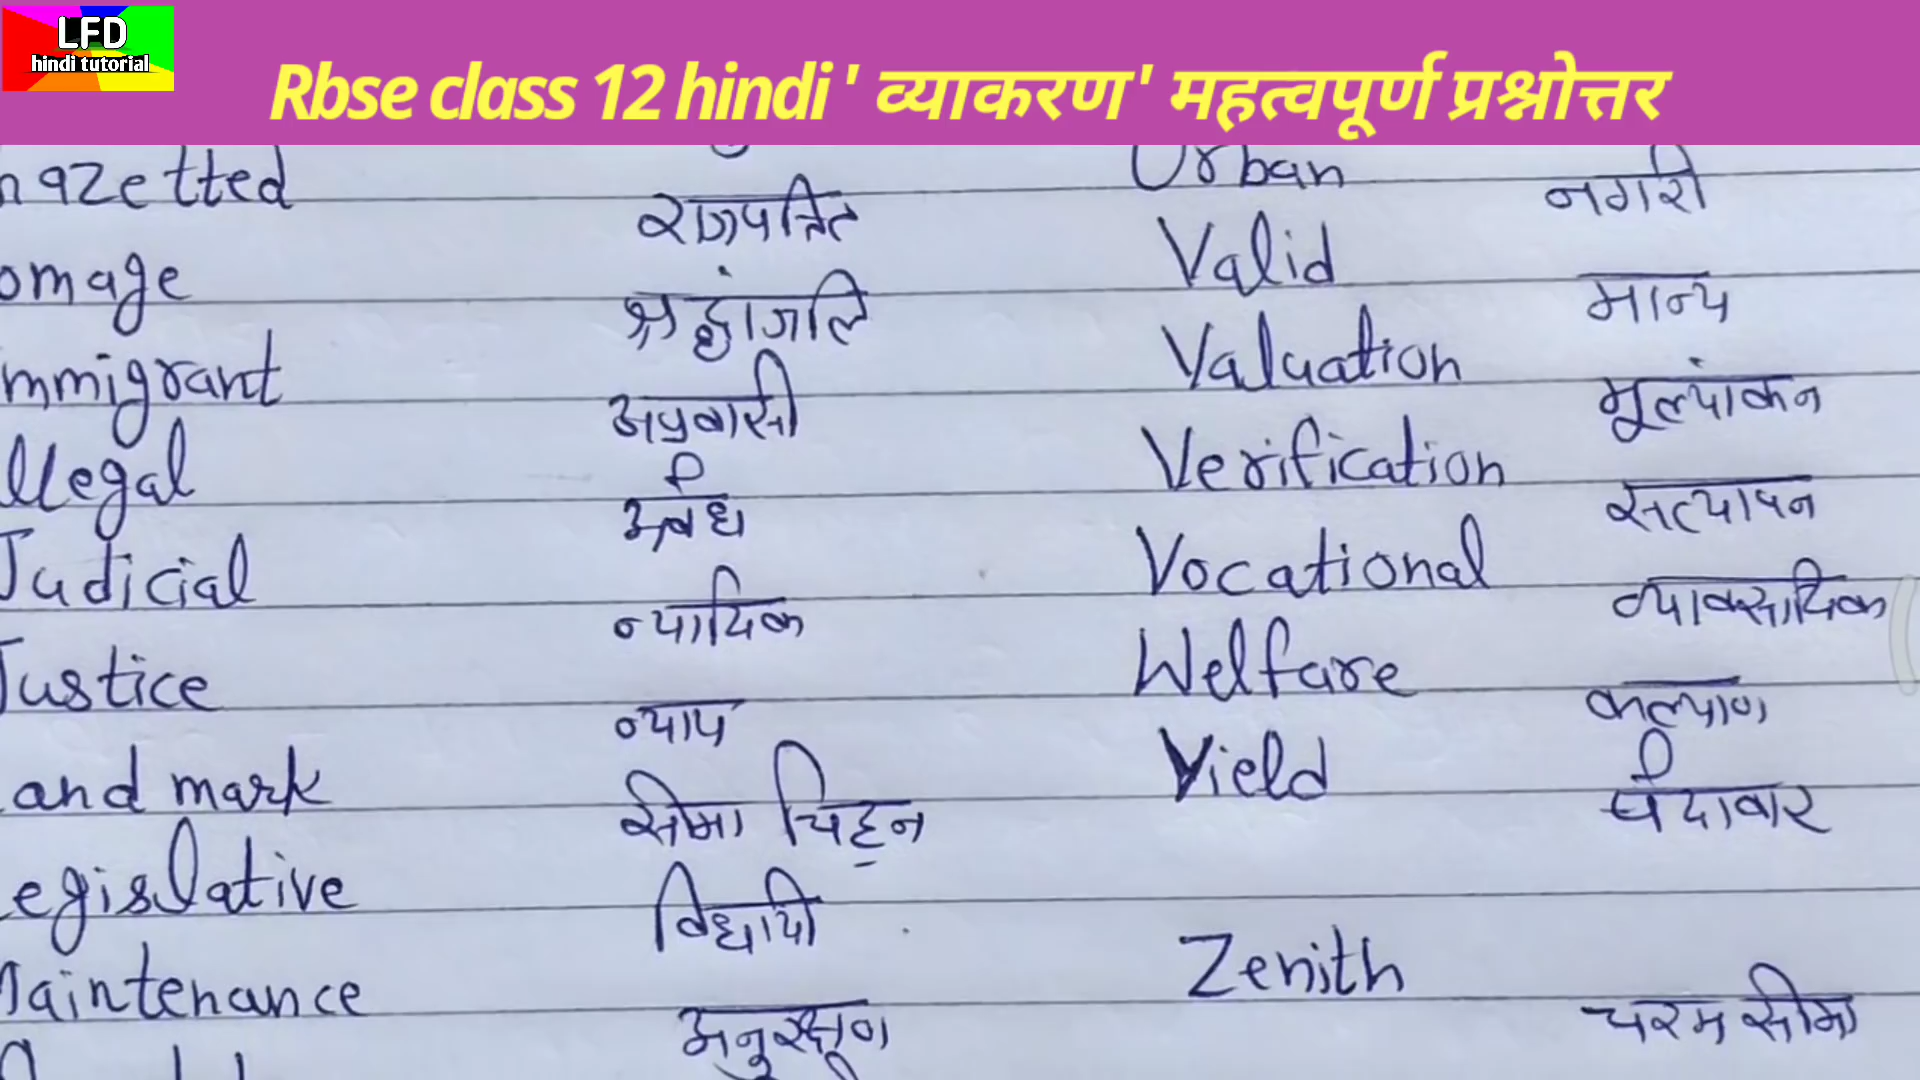 LFD
hindi tutorial
Rbse class 12 hindi ' व्याकरण' महत्वपूर्ण प्रश्नोत्तर
azetted राजपत्रित
omage श्रद्धांजलि
mmigrant अप्रवासी
llegal अवैध
Judicial न्यायिक
Justice न्याय
and mark सीमा चिह्न
egislative विधायी
aintenance अनुरक्षण
Urban नगरी
Valid मान्य
Valuation मूल्यांकन
Verification सत्यापन
Vocational व्यावसायिक
Welfare कल्याण
Yield पैदावार
Zenith चरम सीमा